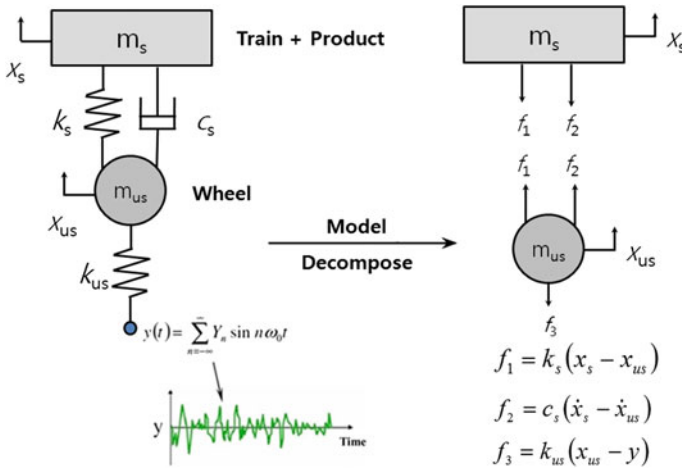 m_s
Train + Product
x_s
k_s
c_s
m_us
Wheel
x_us
k_us
y(t) = ∑_{n=-∞}^{∞} Y_n sin nω_0 t
y
Time
Model
Decompose
m_s
x_s
f_1 f_2
f_1 f_2
m_us
x_us
f_3
f_1 = k_s(x_s − x_us)
f_2 = c_s(ẋ_s − ẋ_us)
f_3 = k_us(x_us − y)